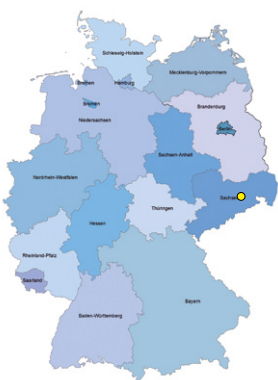 Schleswig-Holstein
Mecklenburg-Vorpommern
Bremen
Hamburg
Bremen
Brandenburg
Niedersachsen
Berlin
Sachsen-Anhalt
Nordrhein-Westfalen
Sachsen
Hessen
Thüringen
Rheinland-Pfalz
Saarland
Bayern
Baden-Württemberg